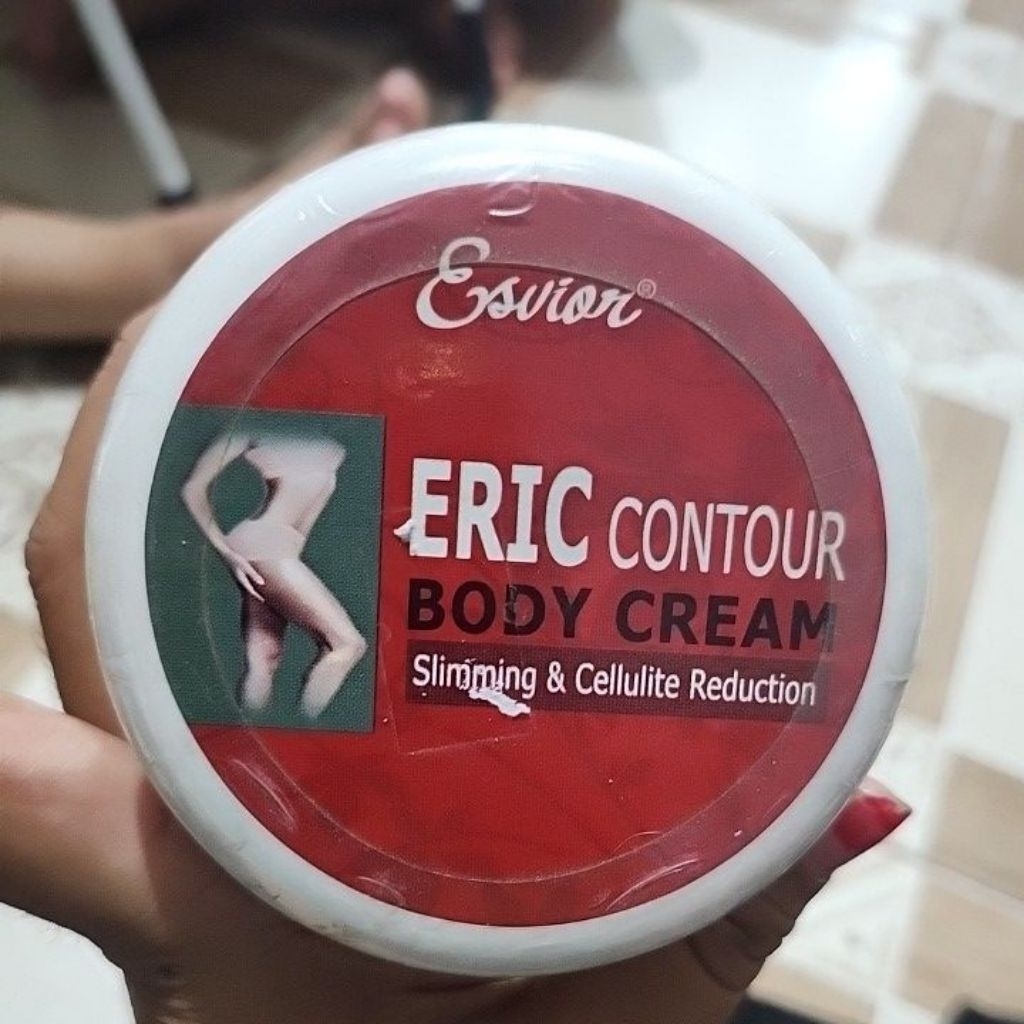 Esvior®
ERIC CONTOUR
BODY CREAM
Slimming & Cellulite Reduction